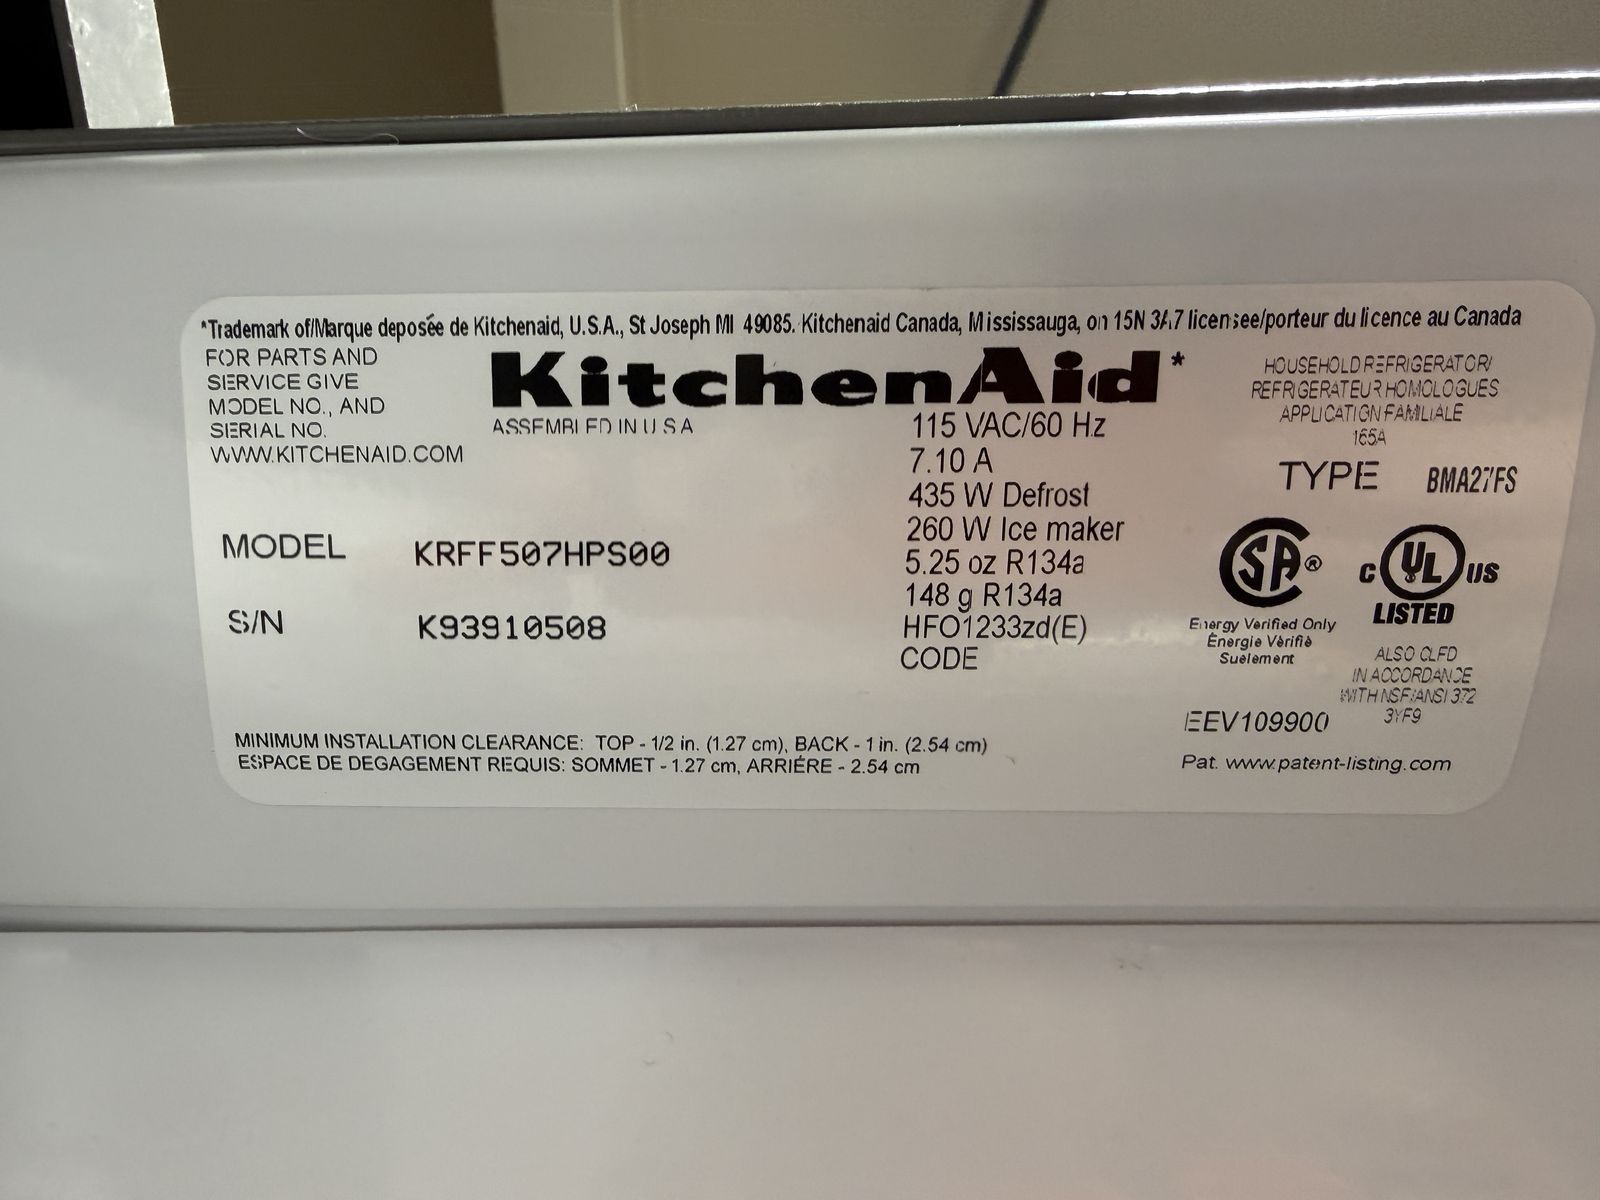 *Trademark of/Marque deposée de Kitchenaid, U.S.A., St Joseph MI 49085. Kitchenaid Canada, Mississauga, on 15N 3A7 licensee/porteur du licence au Canada
FOR PARTS AND
SERVICE GIVE
MODEL NO., AND
SERIAL NO.
WWW.KITCHENAID.COM
KitchenAid*
ASSEMBLED IN U S A
115 VAC/60 Hz
7.10 A
435 W Defrost
260 W Ice maker
5.25 oz R134a
148 g R134a
HFO1233zd(E)
CODE
HOUSEHOLD REFRIGERATOR/
REFRIGERATEUR HOMOLOGUES
APPLICATION FAMILIALE
165A
TYPE BMA27FS
MODEL KRFF507HPS00
S/N K93910508
SA®
Energy Verified Only
Énergie Vérifié
Suelement
C UL US
LISTED
ALSO CLFD
IN ACCORDANCE
WITH NSF/ANSI 372
3YF9
EEV109900
Pat. www.patent-listing.com
MINIMUM INSTALLATION CLEARANCE: TOP - 1/2 in. (1.27 cm), BACK - 1 in. (2.54 cm)
ESPACE DE DEGAGEMENT REQUIS: SOMMET - 1.27 cm, ARRIÉRE - 2.54 cm